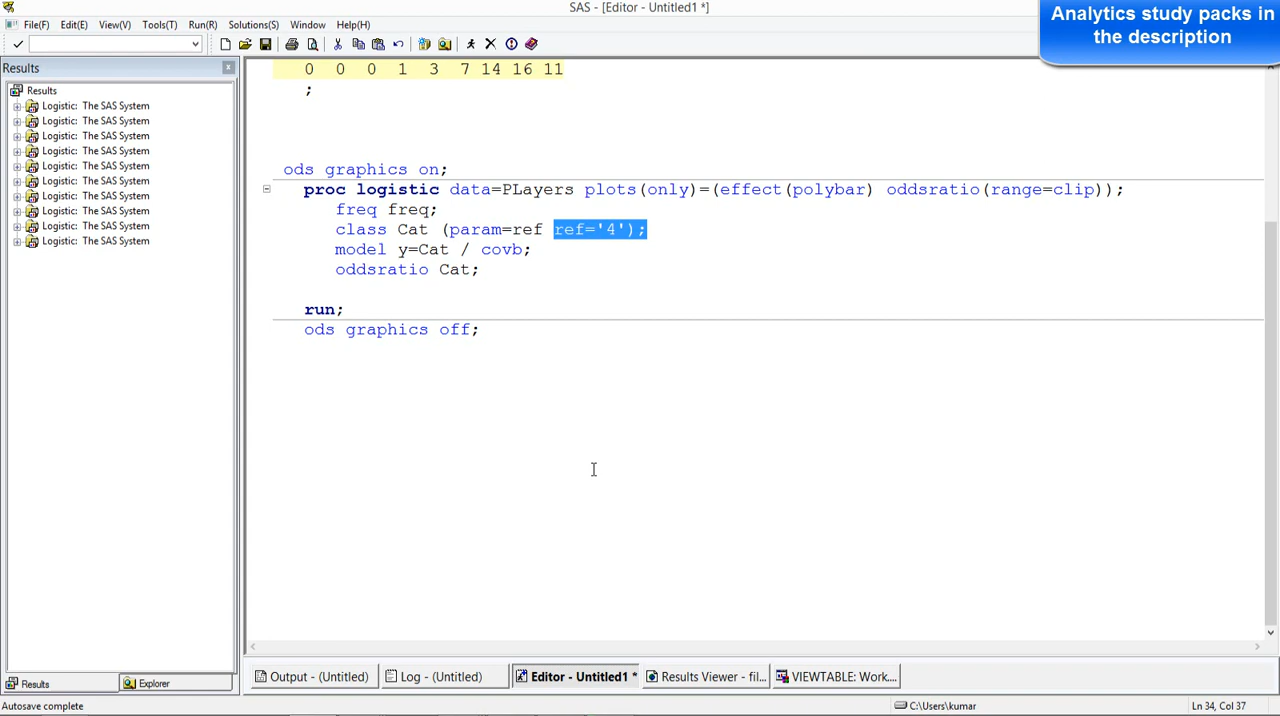 SAS - [Editor - Untitled1 *]
Analytics study packs in
the description
File(F) Edit(E) View(V) Tools(T) Run(R) Solutions(S) Window Help(H)
Results
Results
Logistic: The SAS System
Logistic: The SAS System
Logistic: The SAS System
Logistic: The SAS System
Logistic: The SAS System
Logistic: The SAS System
Logistic: The SAS System
Logistic: The SAS System
Logistic: The SAS System
Logistic: The SAS System
0 0 0 1 3 7 14 16 11
;
ods graphics on;
proc logistic data=PLayers plots(only)=(effect(polybar) oddsratio(range=clip));
freq freq;
class Cat (param=ref ref='4');
model y=Cat / covb;
oddsratio Cat;
run;
ods graphics off;
Results Explorer
Output - (Untitled) Log - (Untitled) Editor - Untitled1 * Results Viewer - fil... VIEWTABLE: Work....
Autosave complete C:\Users\kumar Ln 34, Col 37